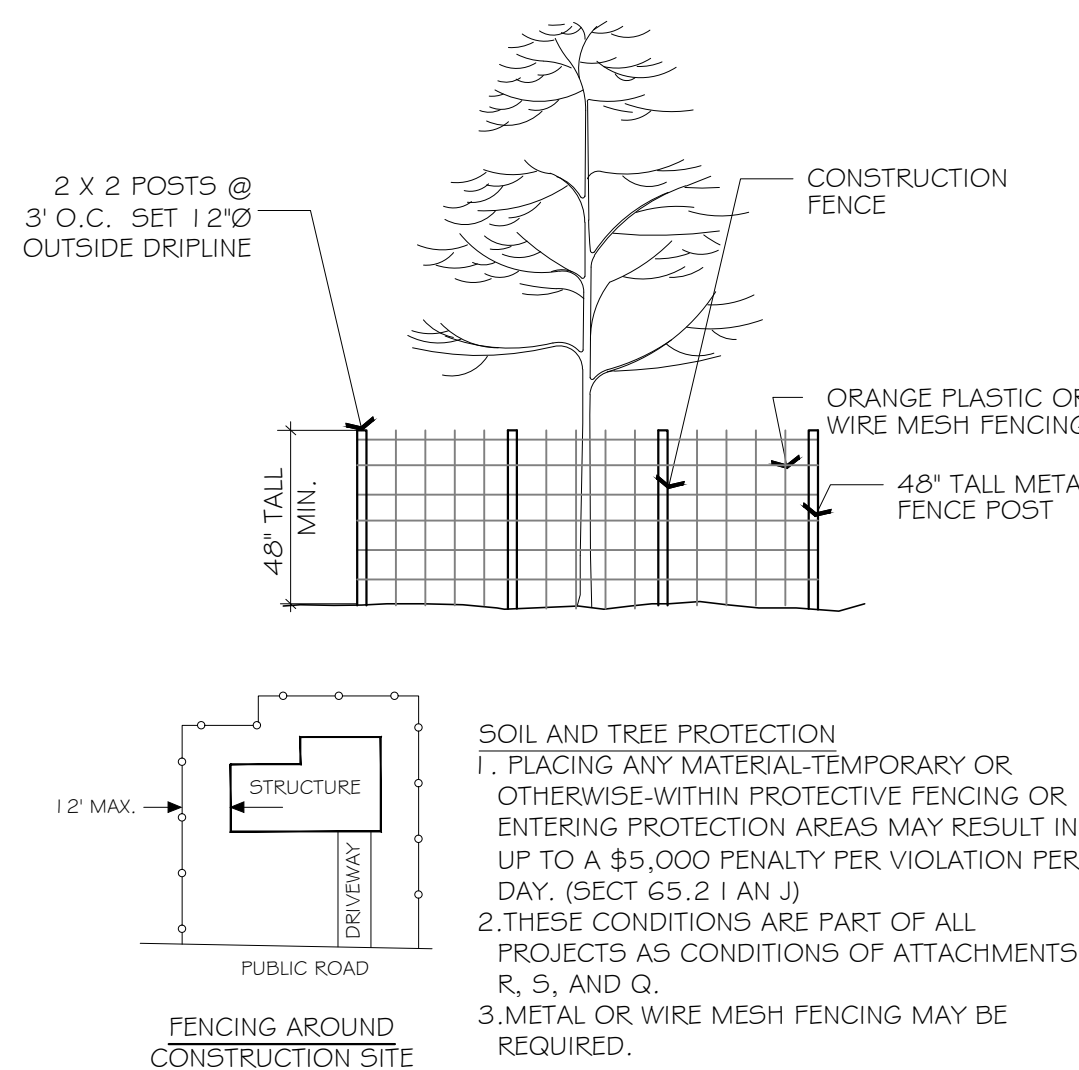 2 X 2 POSTS @
3' O.C. SET 12"Ø
OUTSIDE DRIPLINE
CONSTRUCTION
FENCE
ORANGE PLASTIC OR
WIRE MESH FENCING
48" TALL META
FENCE POST
48" TALL
MIN.
12' MAX.
STRUCTURE
DRIVEWAY
PUBLIC ROAD
FENCING AROUND
CONSTRUCTION SITE
SOIL AND TREE PROTECTION
1. PLACING ANY MATERIAL-TEMPORARY OR
OTHERWISE-WITHIN PROTECTIVE FENCING OR
ENTERING PROTECTION AREAS MAY RESULT IN
UP TO A $5,000 PENALTY PER VIOLATION PER
DAY. (SECT 65.2 I AN J)
2.THESE CONDITIONS ARE PART OF ALL
PROJECTS AS CONDITIONS OF ATTACHMENTS
R, S, AND Q.
3.METAL OR WIRE MESH FENCING MAY BE
REQUIRED.